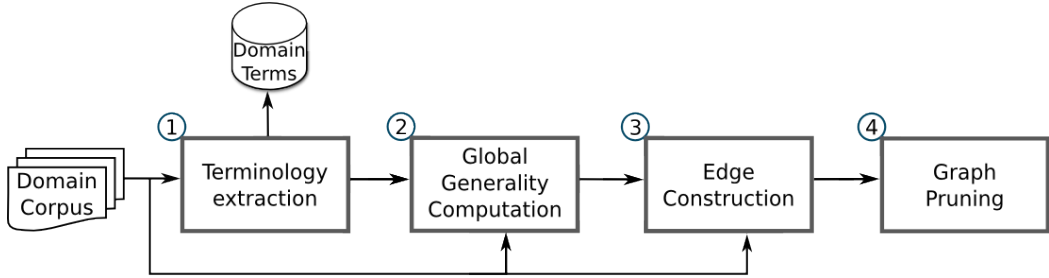 Domain
Terms
Domain
Corpus
1
Terminology
extraction
2
Global
Generality
Computation
3
Edge
Construction
4
Graph
Pruning